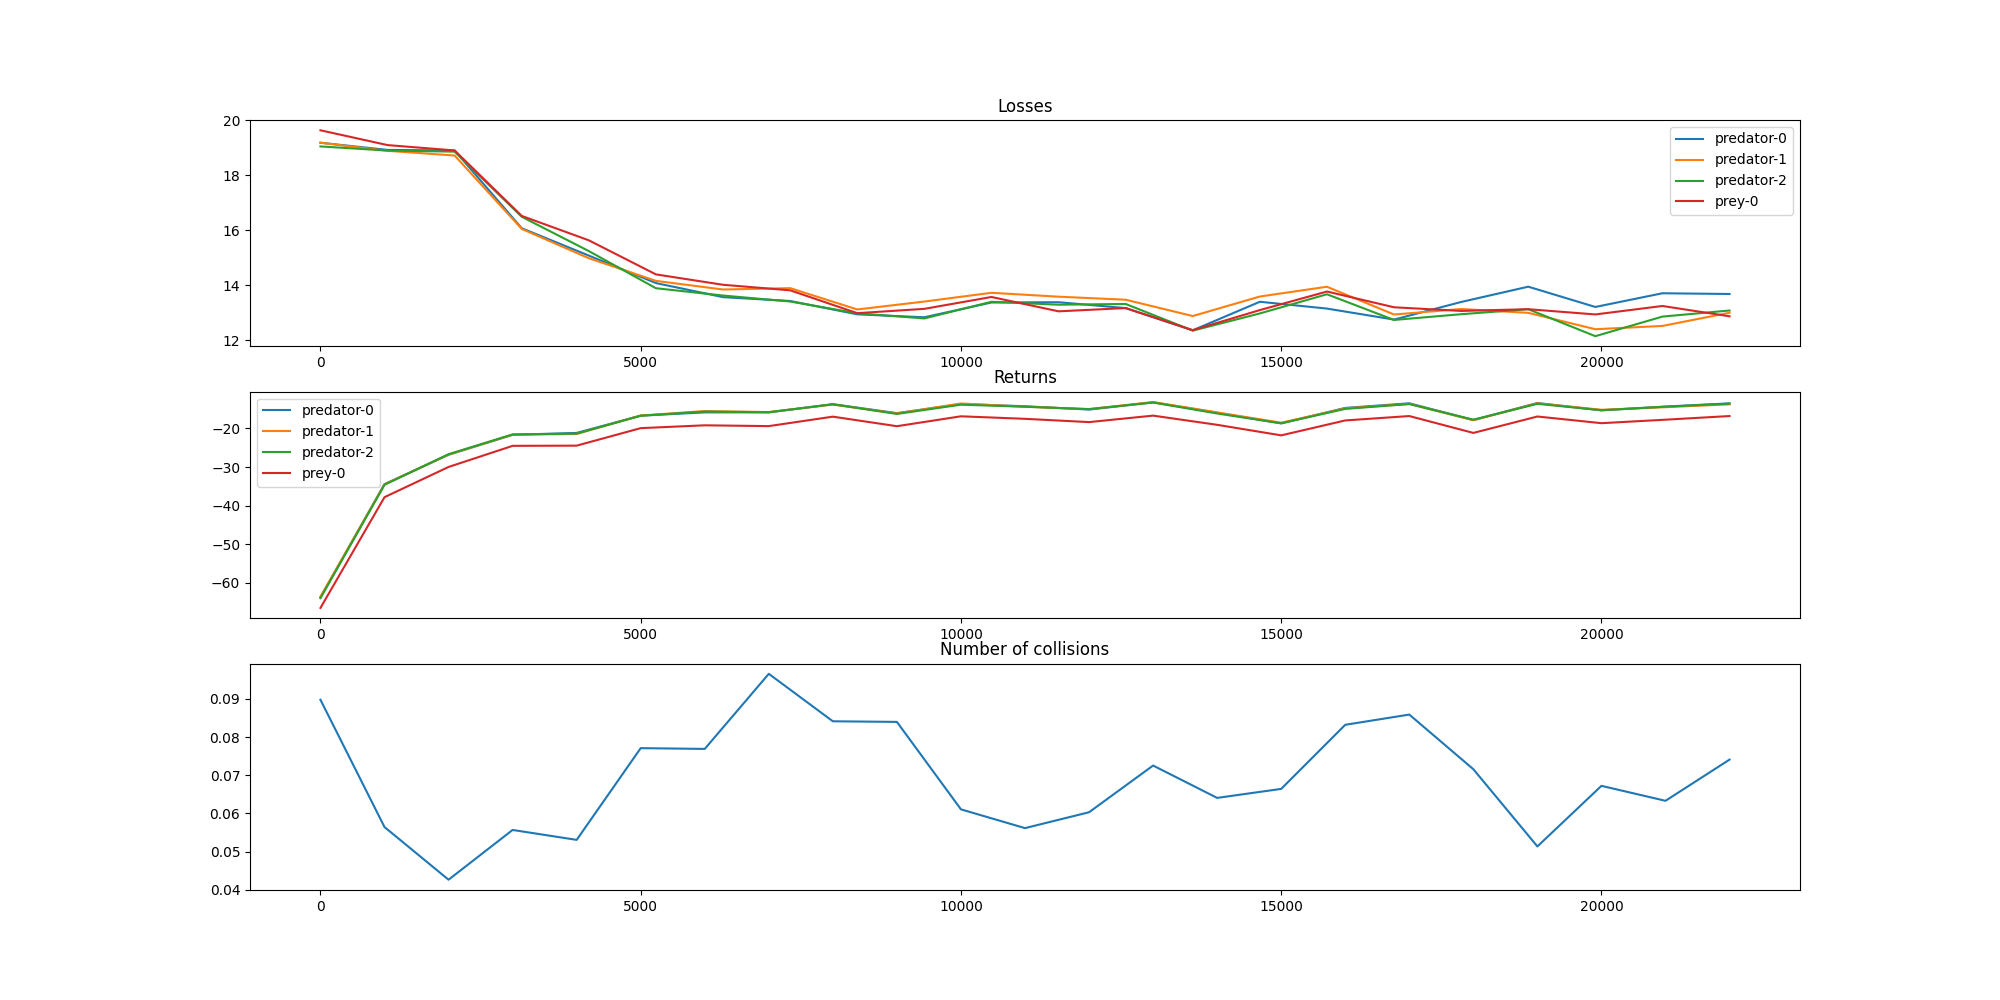 Losses
20
18
16
14
12
predator-0
predator-1
predator-2
prey-0
0 5000 10000 15000 20000
Returns
−20
−30
−40
−50
−60
predator-0
predator-1
predator-2
prey-0
0 5000 10000 15000 20000
Number of collisions
0.09
0.08
0.07
0.06
0.05
0.04
0 5000 10000 15000 20000